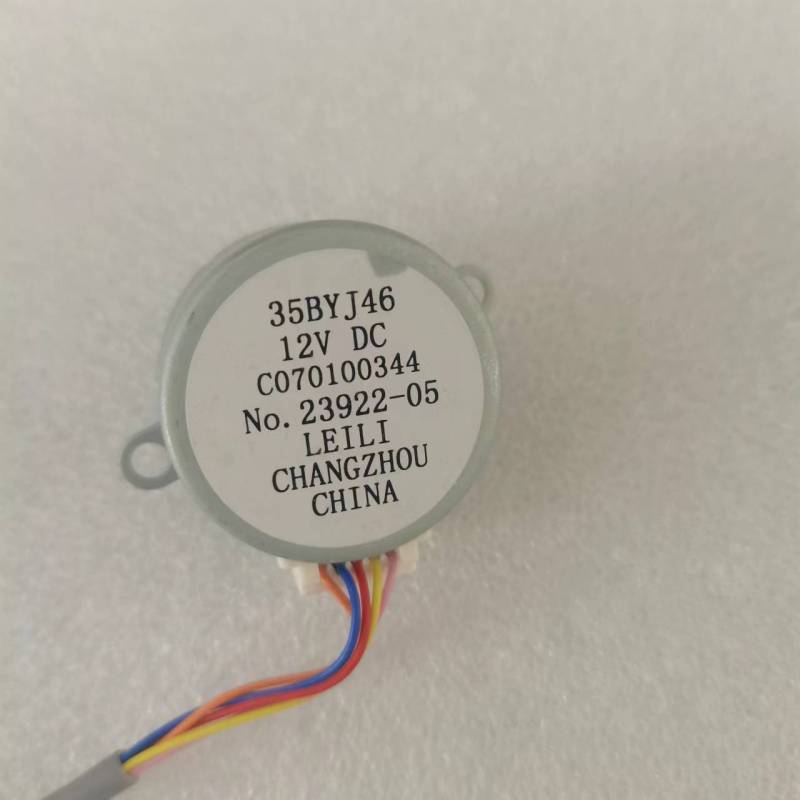 35BYJ46
12V DC
C070100344
No. 23922-05
LEILI
CHANGZHOU
CHINA